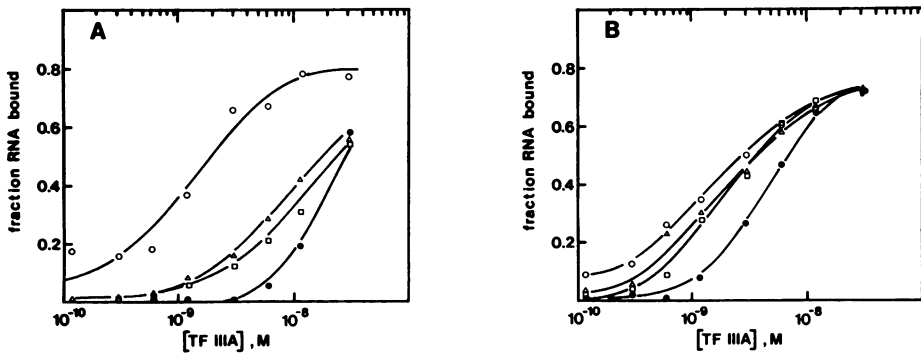 A
fraction RNA bound
0.8
0.6
0.4
0.2
10⁻¹⁰
10⁻⁹
10⁻⁸
[TF IIIA] , M
B
fraction RNA bound
0.8
0.6
0.4
0.2
10⁻¹⁰
10⁻⁹
10⁻⁸
[TF IIIA] , M